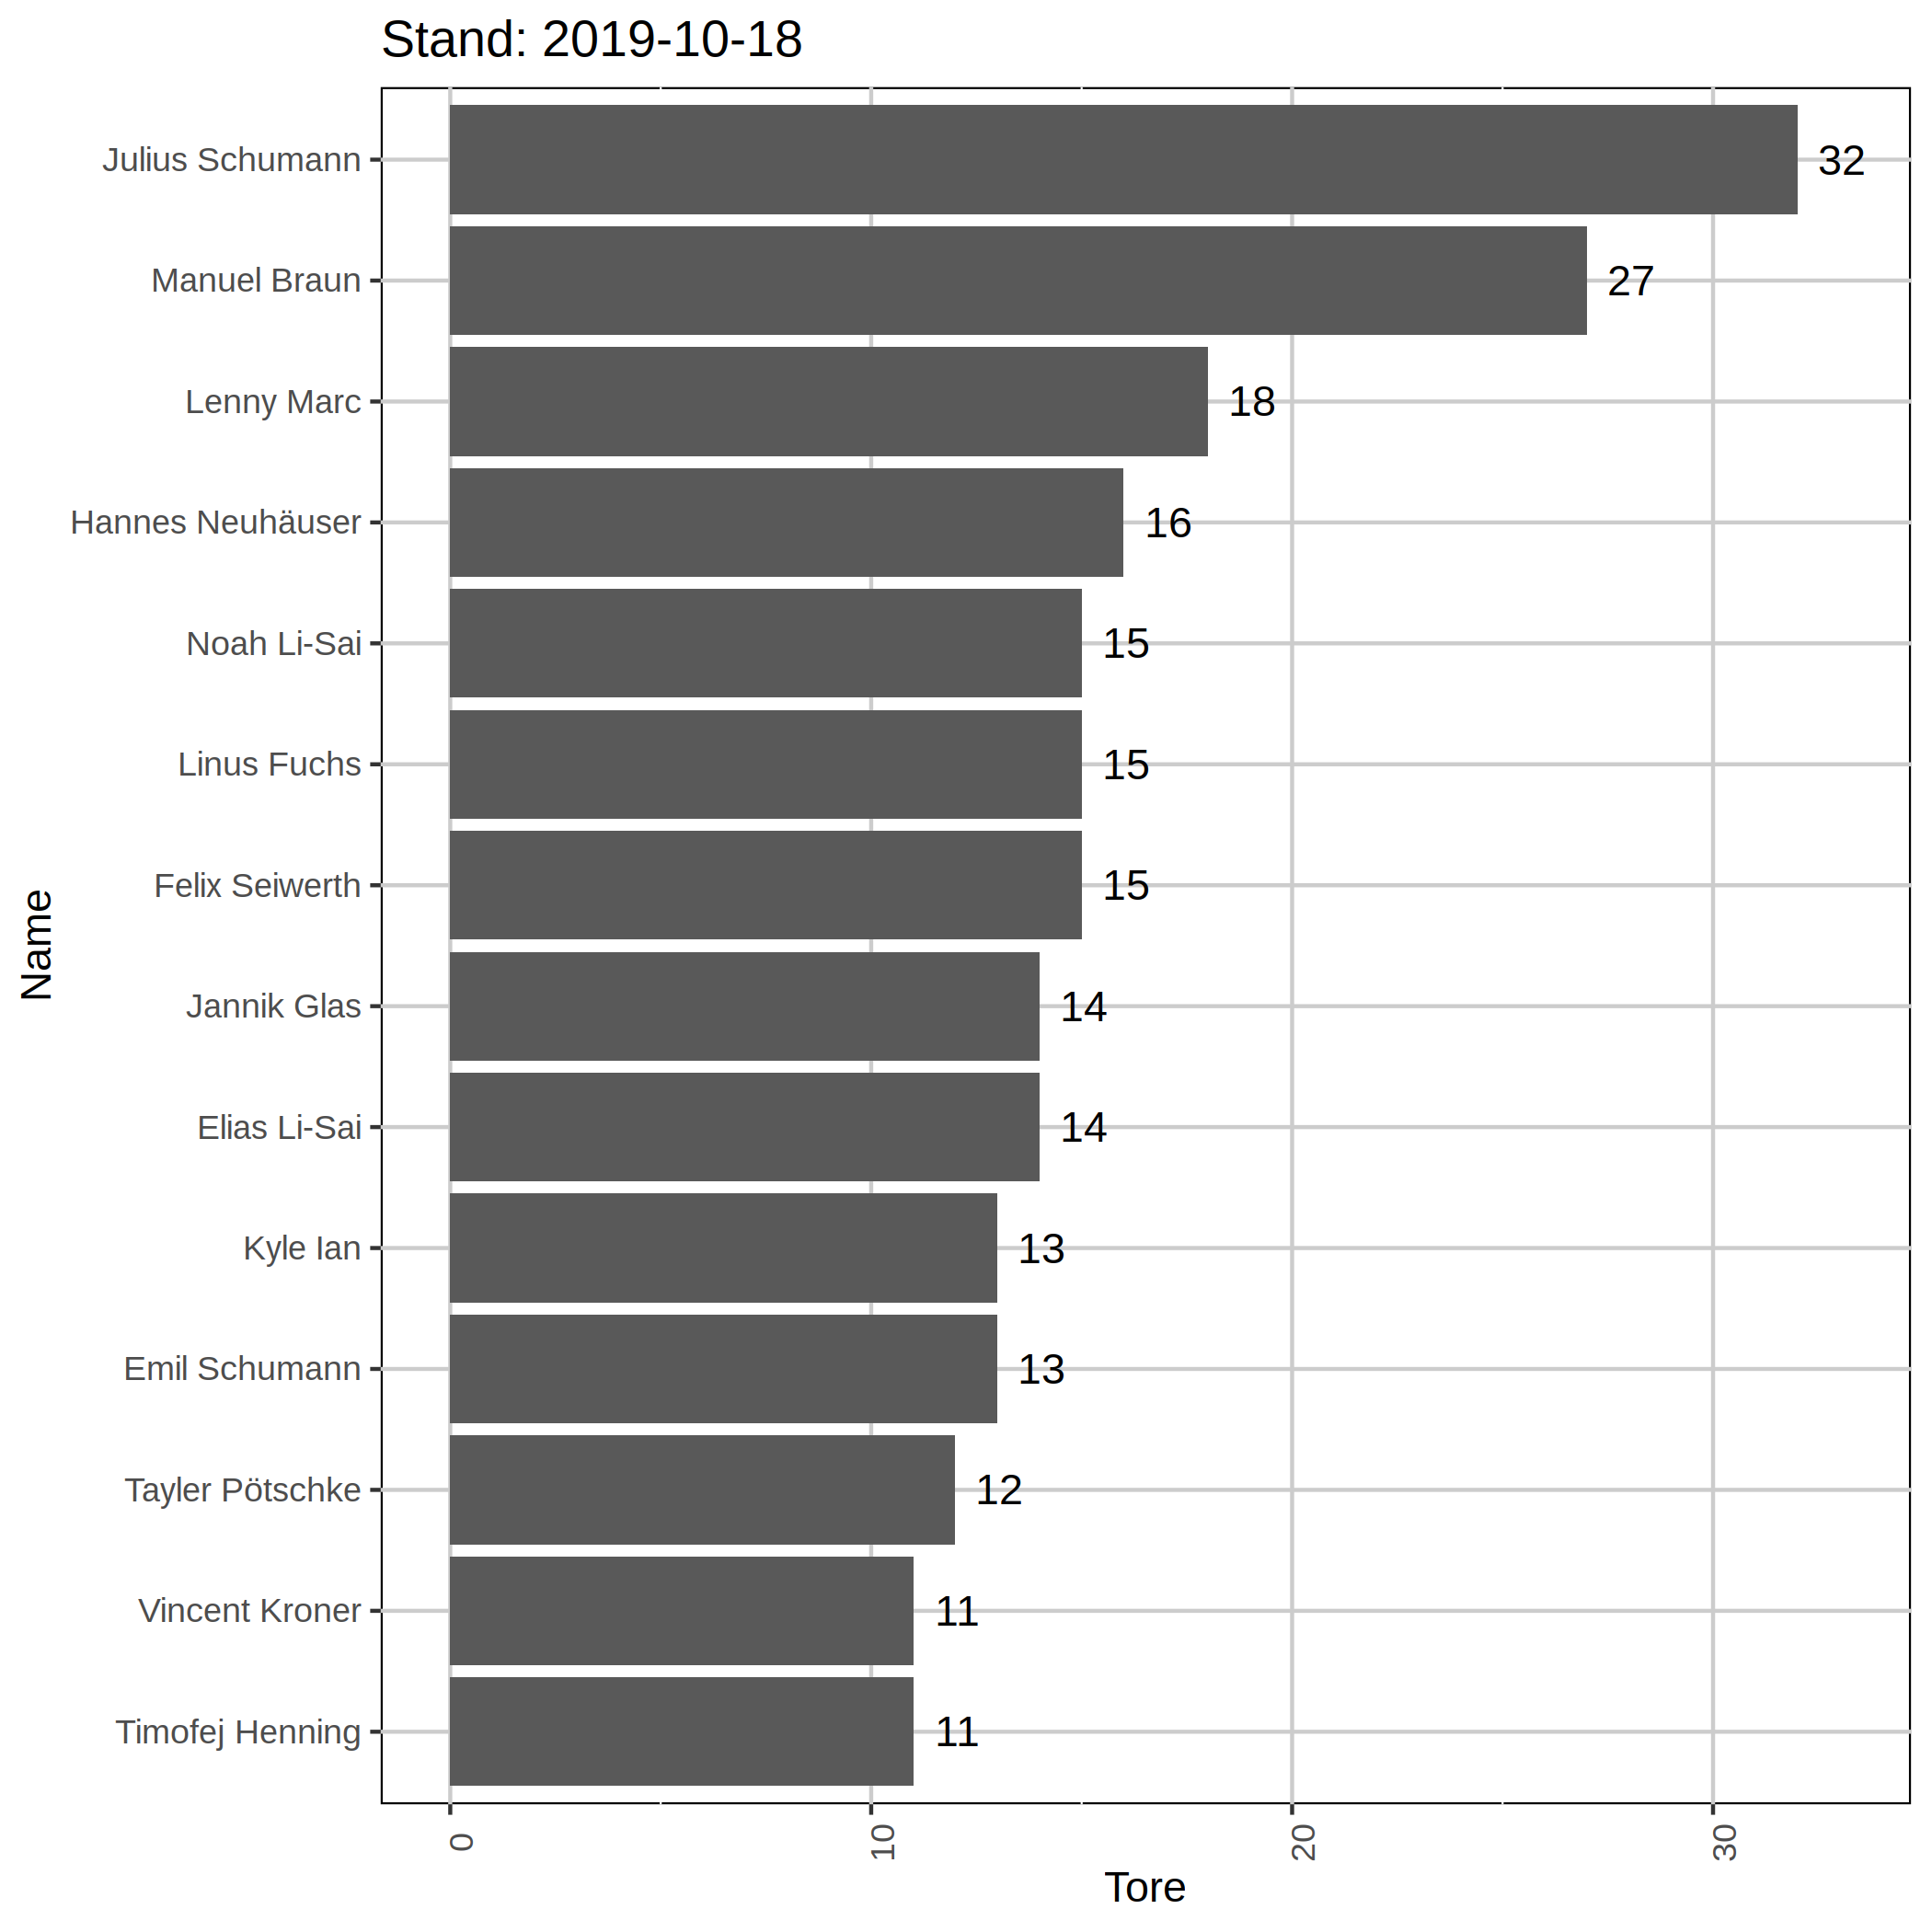 Stand: 2019-10-18
Name
Julius Schumann 32
Manuel Braun 27
Lenny Marc 18
Hannes Neuhäuser 16
Noah Li-Sai 15
Linus Fuchs 15
Felix Seiwerth 15
Jannik Glas 14
Elias Li-Sai 14
Kyle Ian 13
Emil Schumann 13
Tayler Pötschke 12
Vincent Kroner 11
Timofej Henning 11
0 10 20 30
Tore